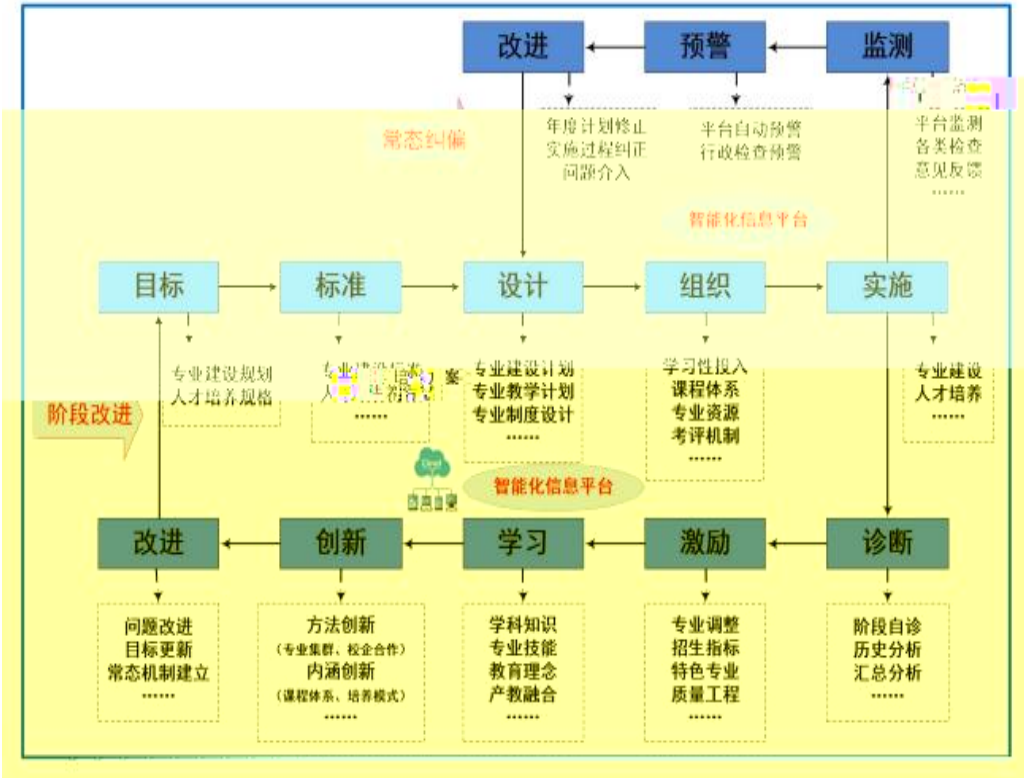 改进
预警
监测
常态纠偏
年度计划修正
实施过程纠正
问题介入
平台自动预警
行政检查预警
平台监测
各类检查
意见反馈
······
智能化信息平台
目标
标准
设计
组织
实施
专业建设规划
人才培养规格
案
······
专业建设计划
专业教学计划
专业制度设计
······
学习性投入
课程体系
专业资源
考评机制
······
专业建设
人才培养
······
阶段改进
智能化信息平台
改进
创新
学习
激励
诊断
问题改进
目标更新
常态机制建立
······
方法创新
（专业集群、校企合作）
内涵创新
（课程体系、培养模式）
······
学科知识
专业技能
教育理念
产教融合
······
专业调整
招生指标
特色专业
质量工程
······
阶段自诊
历史分析
汇总分析
······